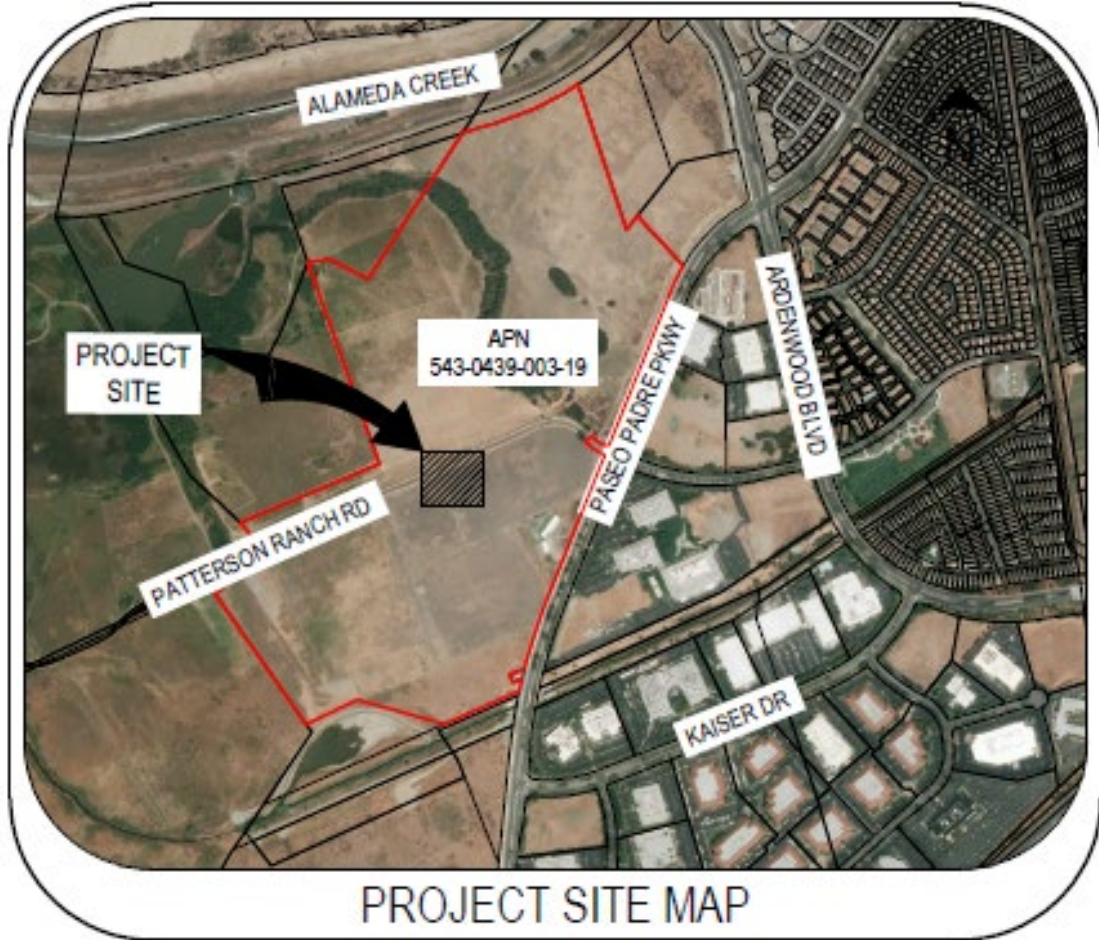 ALAMEDA CREEK
PROJECT
SITE
APN
543-0439-003-19
PASEO PADRE PKWY
ARDENWOOD BLVD
PATTERSON RANCH RD
KAISER DR
PROJECT SITE MAP